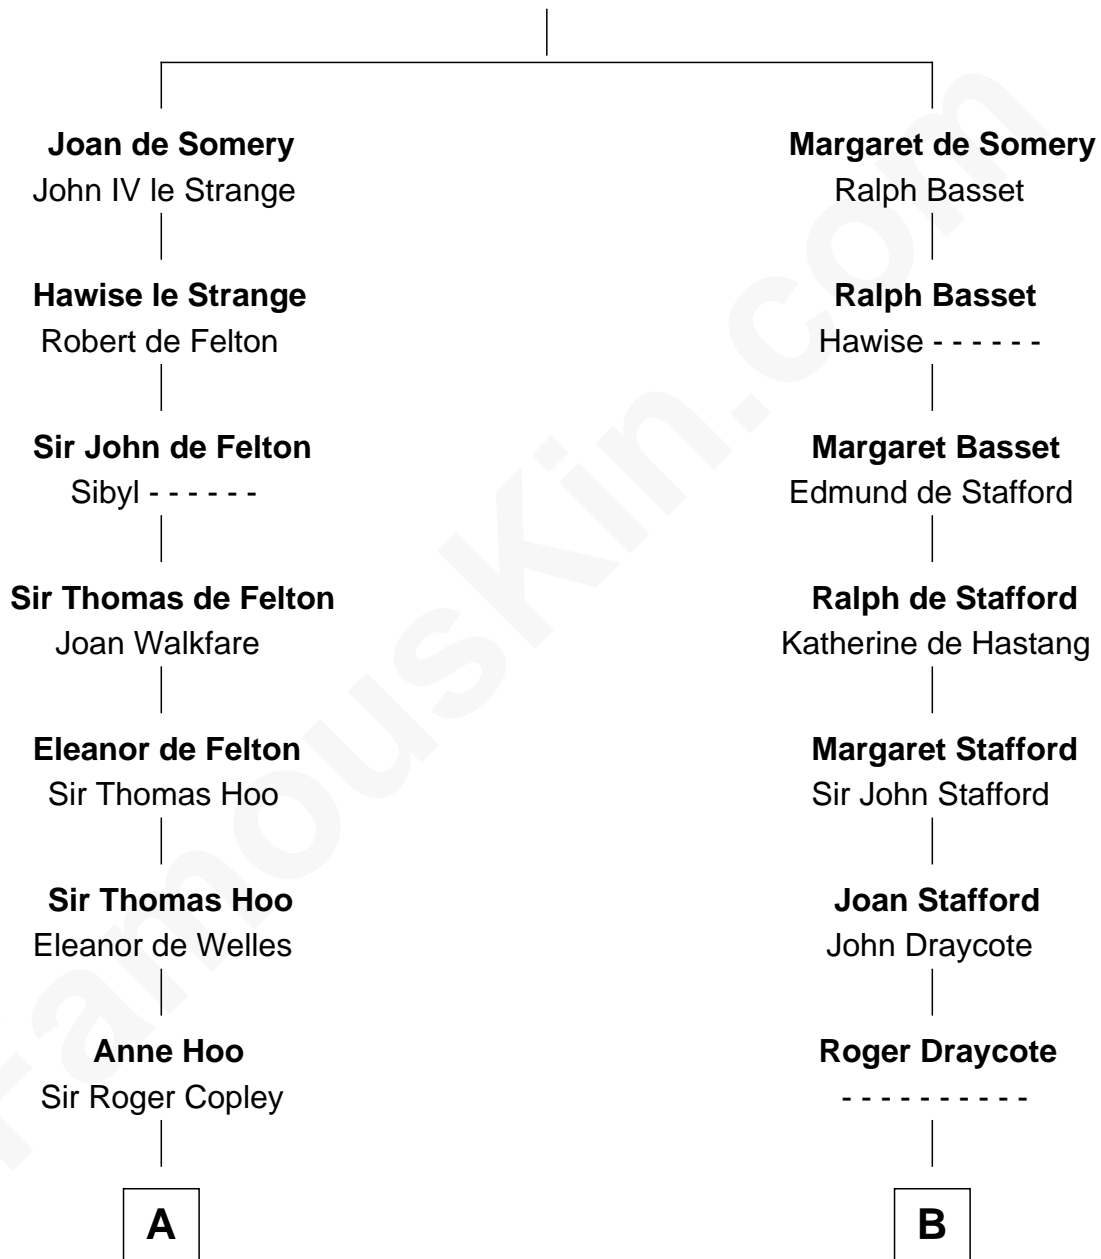 Joan de Somery
John IV le Strange
Margaret de Somery
Ralph Basset
Hawise le Strange
Robert de Felton
Ralph Basset
Hawise - - - - - -
Sir John de Felton
Sibyl - - - - - -
Margaret Basset
Edmund de Stafford
Sir Thomas de Felton
Joan Walkfare
Ralph de Stafford
Katherine de Hastang
Eleanor de Felton
Sir Thomas Hoo
Margaret Stafford
Sir John Stafford
Sir Thomas Hoo
Eleanor de Welles
Joan Stafford
John Draycote
Anne Hoo
Sir Roger Copley
Roger Draycote
- - - - - - - - - -
A
B
FamousKin.com